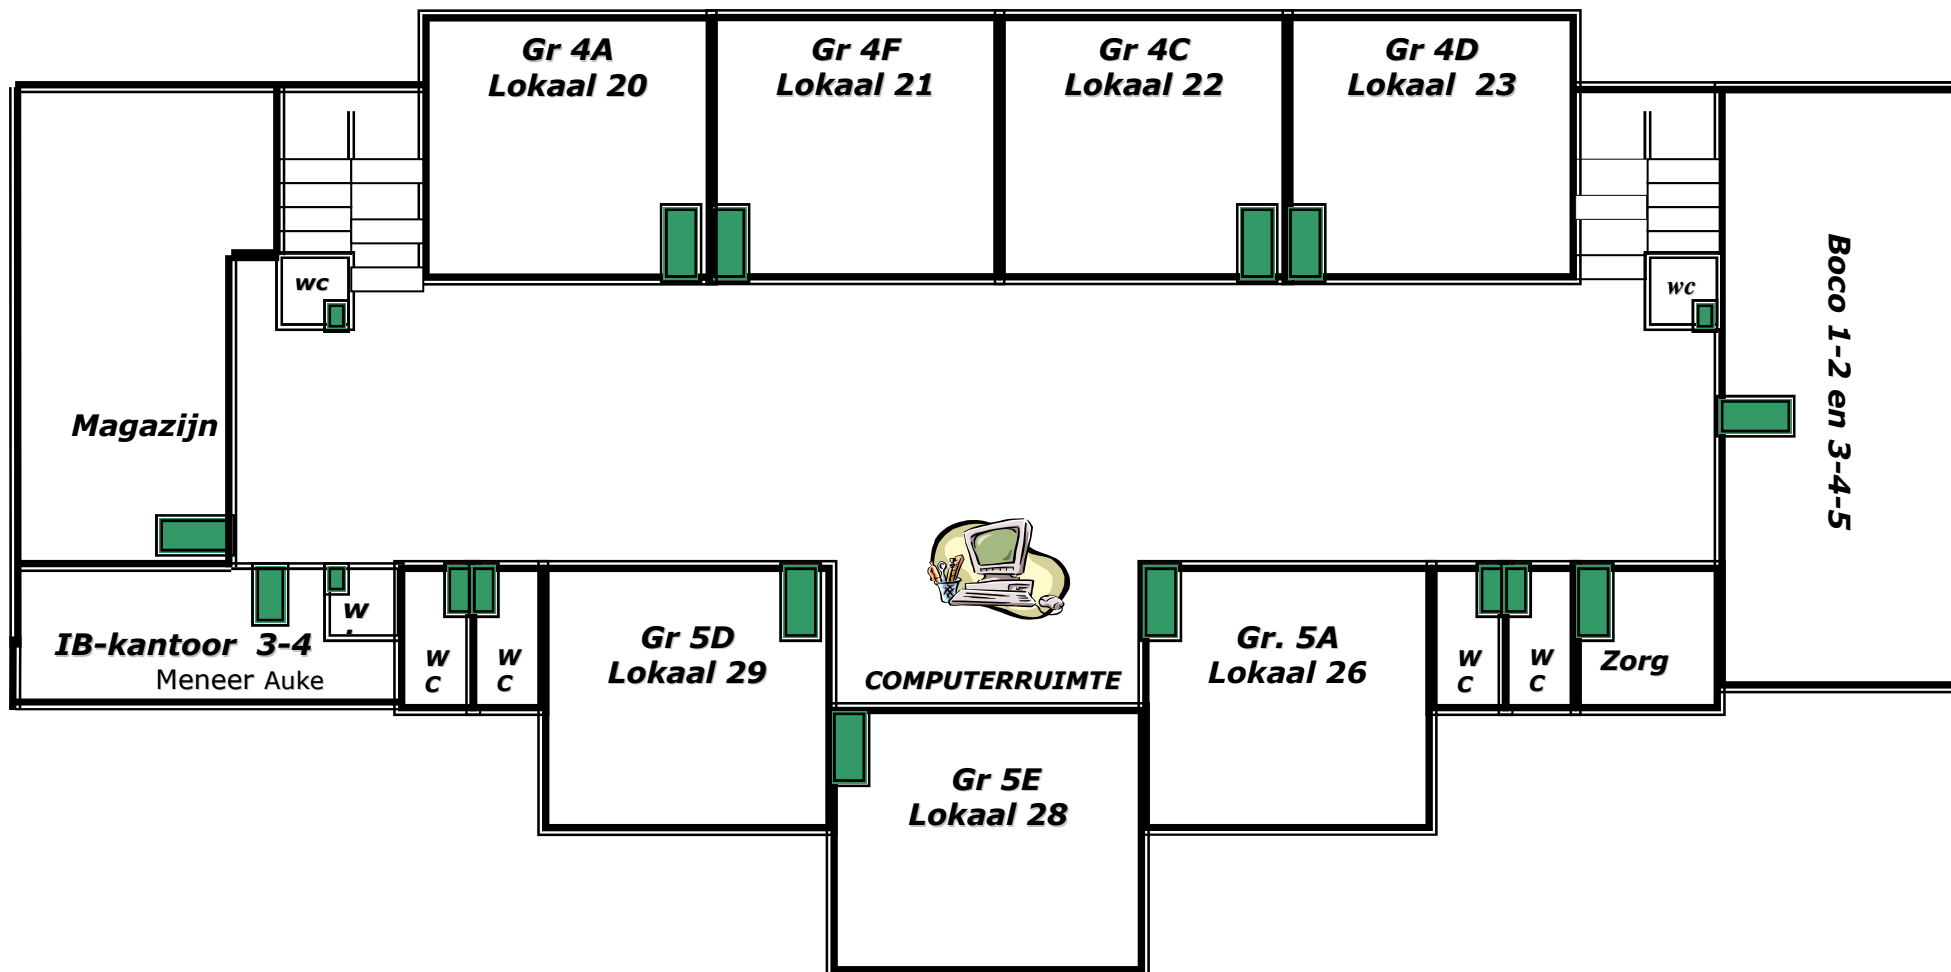 Gr 4A
Lokaal 20
Gr 4F
Lokaal 21
Gr 4C
Lokaal 22
Gr 4D
Lokaal  23
wc
wc
Boco 1-2 en 3-4-5
Magazijn
IB-kantoor  3-4
Meneer Auke
w
W
C
W
C
Gr 5D
Lokaal 29
COMPUTERRUIMTE
Gr 5E
Lokaal 28
Gr. 5A
Lokaal 26
W
C
W
C
Zorg